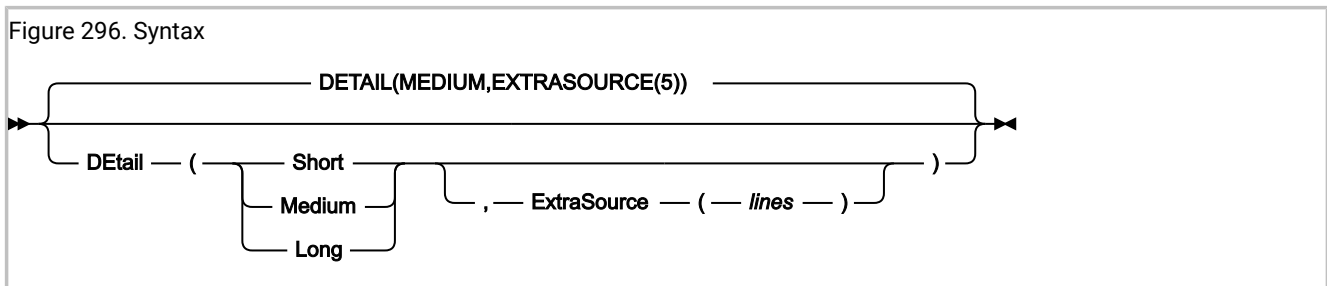 Figure 296. Syntax
DETAIL(MEDIUM,EXTRASOURCE(5))
DEtail ( Short )
, ExtraSource ( lines )
Medium
Long